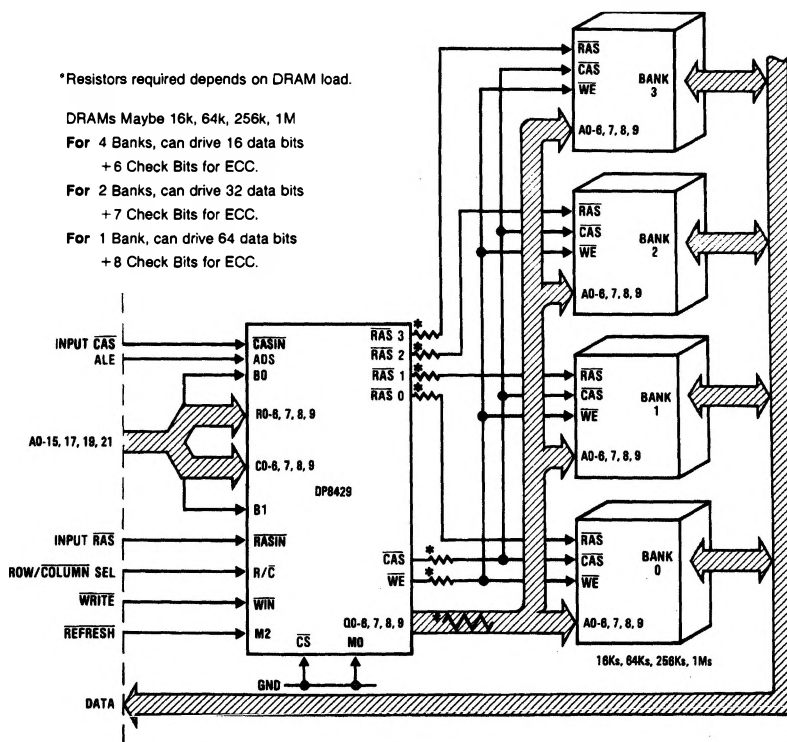 *Resistors required depends on DRAM load.
DRAMs Maybe 16k, 64k, 256k, 1M
For 4 Banks, can drive 16 data bits
+6 Check Bits for ECC.
For 2 Banks, can drive 32 data bits
+7 Check Bits for ECC.
For 1 Bank, can drive 64 data bits
+8 Check Bits for ECC.
RAS
CAS
WE
A0-6, 7, 8, 9
BANK
3
RAS
CAS
WE
A0-6, 7, 8, 9
BANK
2
RAS
CAS
WE
A0-6, 7, 8, 9
BANK
1
RAS
CAS
WE
A0-6, 7, 8, 9
BANK
0
16Ks, 64Ks, 256Ks, 1Ms
INPUT CAS
ALE
A0-15, 17, 19, 21
INPUT RAS
ROW/COLUMN SEL
WRITE
REFRESH
DATA
CASIN
ADS
B0
R0-6, 7, 8, 9
C0-6, 7, 8, 9
DP8429
B1
RASIN
R/C
WIN
M2
CS
M0
GND
RAS 3
*
RAS 2
*
RAS 1
*
RAS 0
*
CAS
*
WE
*
Q0-6, 7, 8, 9
*